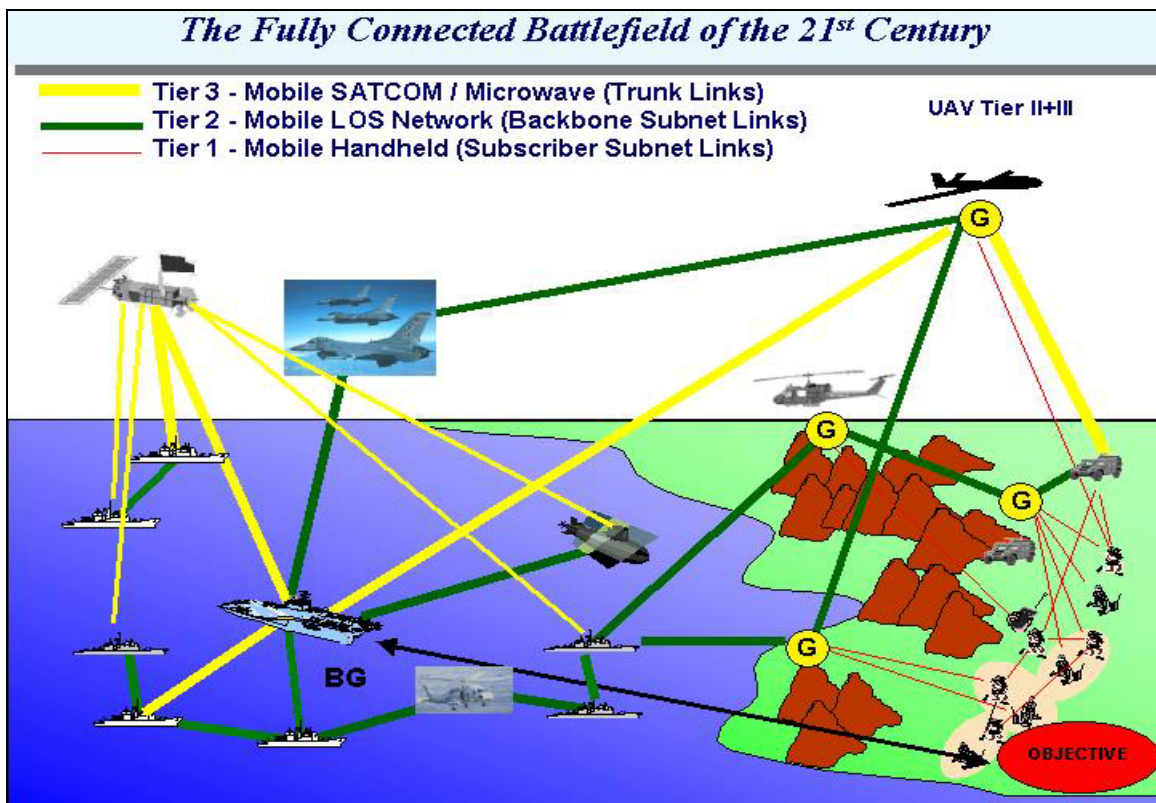 The Fully Connected Battlefield of the 21st Century
Tier 3 - Mobile SATCOM / Microwave (Trunk Links)
Tier 2 - Mobile LOS Network (Backbone Subnet Links)
Tier 1 - Mobile Handheld (Subscriber Subnet Links)
UAV Tier II+III
G
G
G
G
BG
OBJECTIVE